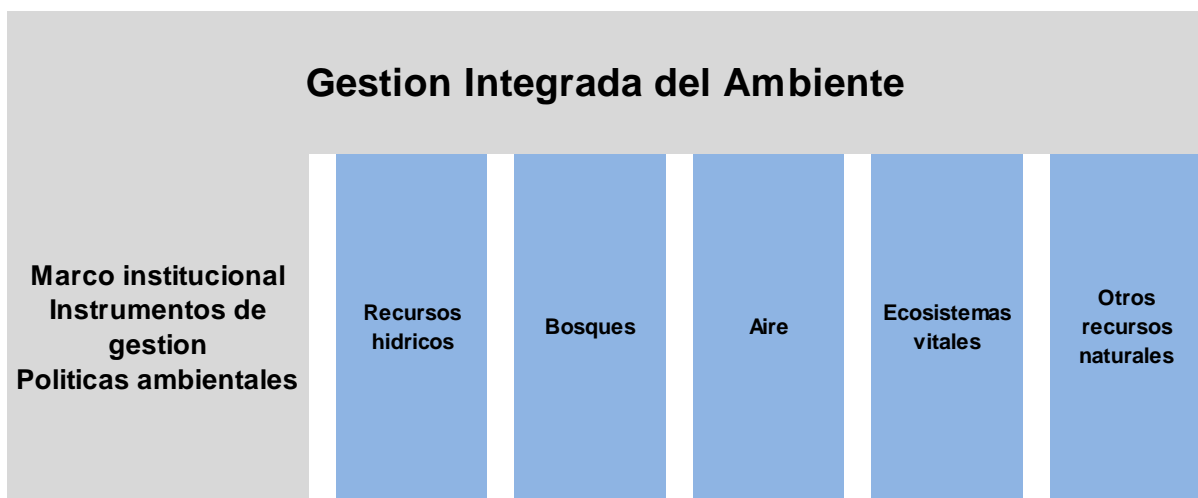 Gestion Integrada del Ambiente
Marco institucional
Instrumentos de
gestion
Politicas ambientales
Recursos
hidricos
Bosques
Aire
Ecosistemas
vitales
Otros
recursos
naturales